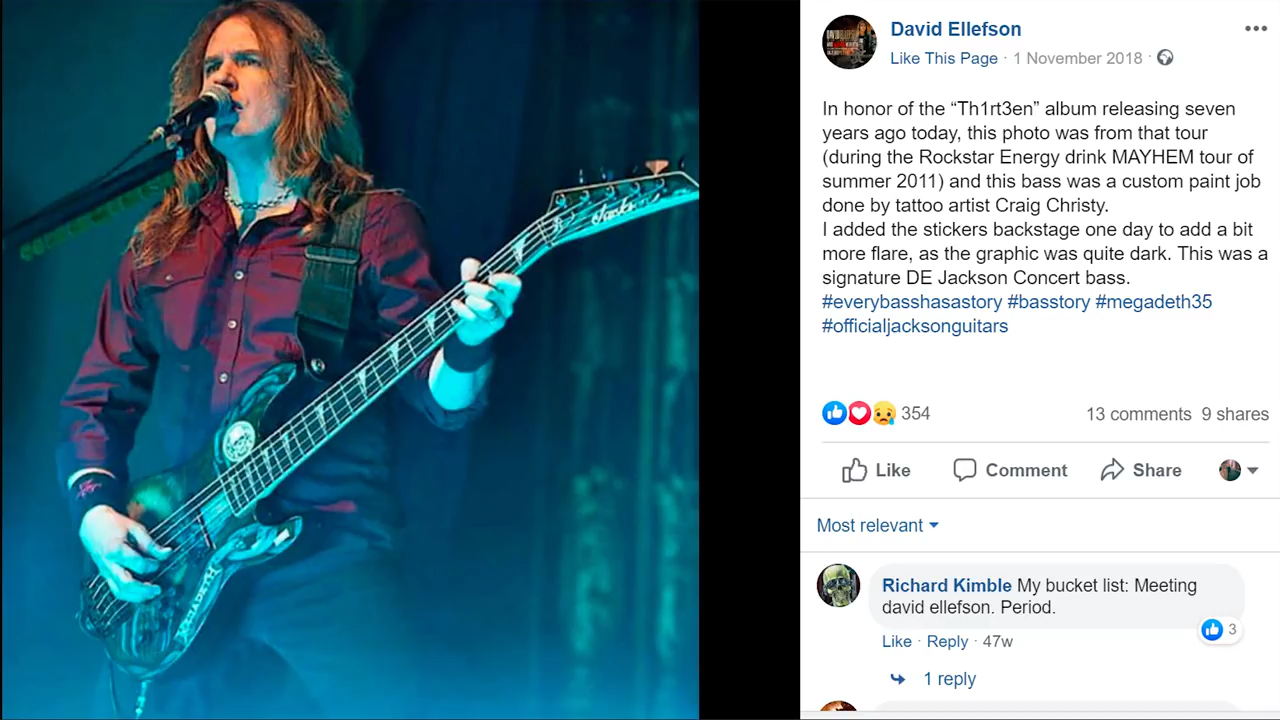 David Ellefson
Like This Page · 1 November 2018 ·
In honor of the “Th1rt3en” album releasing seven
years ago today, this photo was from that tour
(during the Rockstar Energy drink MAYHEM tour of
summer 2011) and this bass was a custom paint job
done by tattoo artist Craig Christy.
I added the stickers backstage one day to add a bit
more flare, as the graphic was quite dark. This was a
signature DE Jackson Concert bass.
#everybasshasastory #basstory #megadeth35
#officialjacksonguitars
354 13 comments 9 shares
Like Comment Share
Most relevant
Richard Kimble My bucket list: Meeting
david ellefson. Period.
3
Like · Reply · 47w
1 reply
Jackson